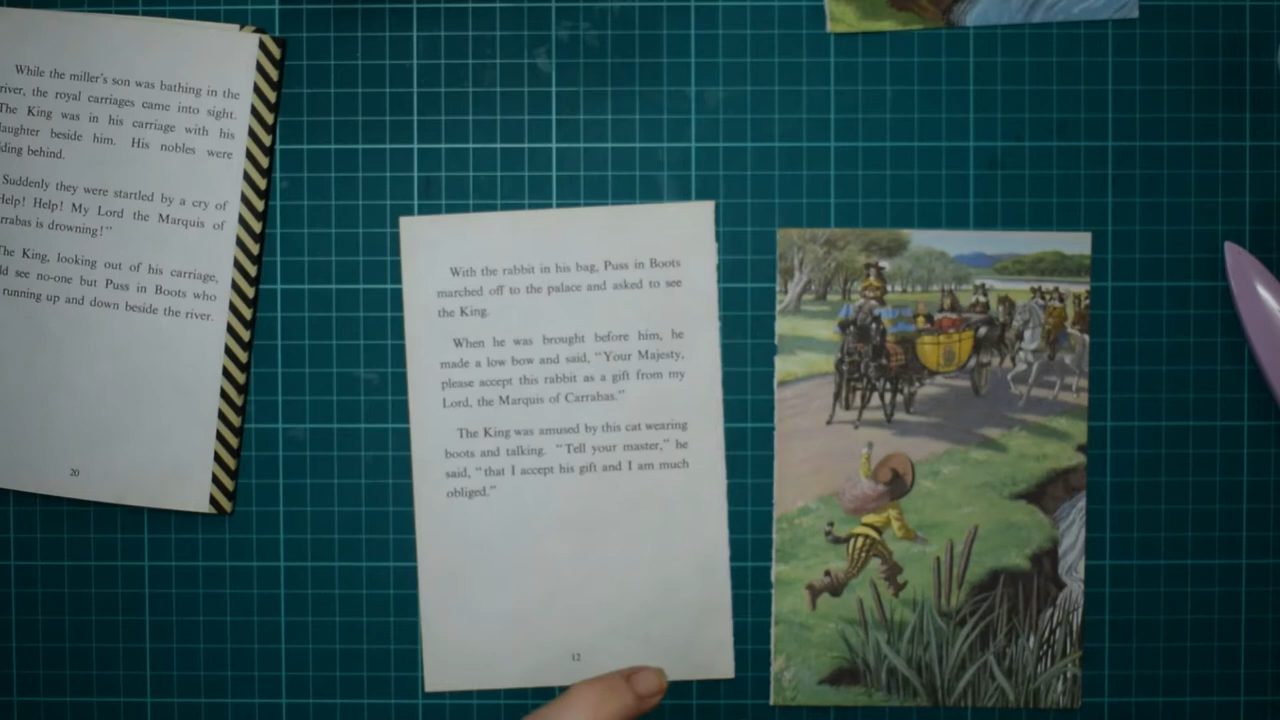 While the miller's son was bathing in the
river, the royal carriages came into sight.
The King was in his carriage with his
daughter beside him. His nobles were
ding behind.
Suddenly they were startled by a cry of
Help! Help! My Lord the Marquis of
rrabas is drowning!"
The King, looking out of his carriage,
ld see no-one but Puss in Boots who
running up and down beside the river.
20
With the rabbit in his bag, Puss in Boots
marched off to the palace and asked to see
the King.
When he was brought before him, he
made a low bow and said, "Your Majesty,
please accept this rabbit as a gift from my
Lord, the Marquis of Carrabas."
The King was amused by this cat wearing
boots and talking. "Tell your master," he
said, "that I accept his gift and I am much
obliged."
12